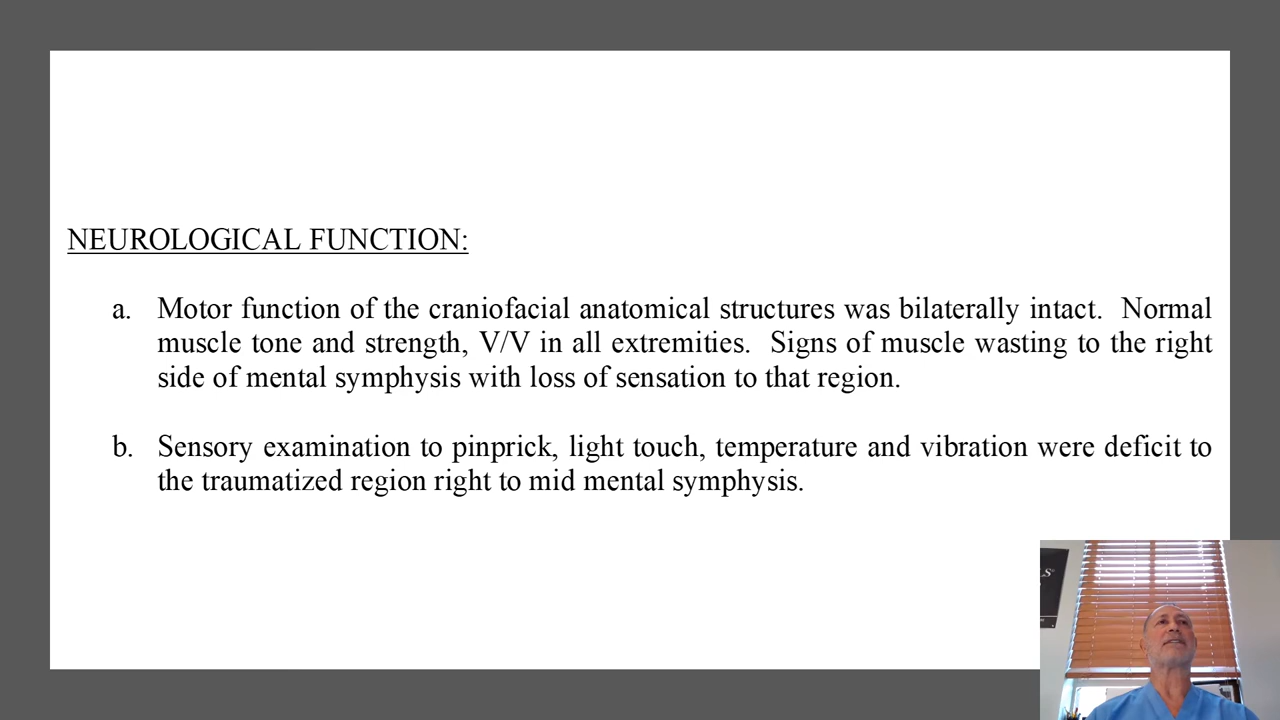 NEUROLOGICAL FUNCTION:
a. Motor function of the craniofacial anatomical structures was bilaterally intact. Normal
muscle tone and strength, V/V in all extremities. Signs of muscle wasting to the right
side of mental symphysis with loss of sensation to that region.
b. Sensory examination to pinprick, light touch, temperature and vibration were deficit to
the traumatized region right to mid mental symphysis.